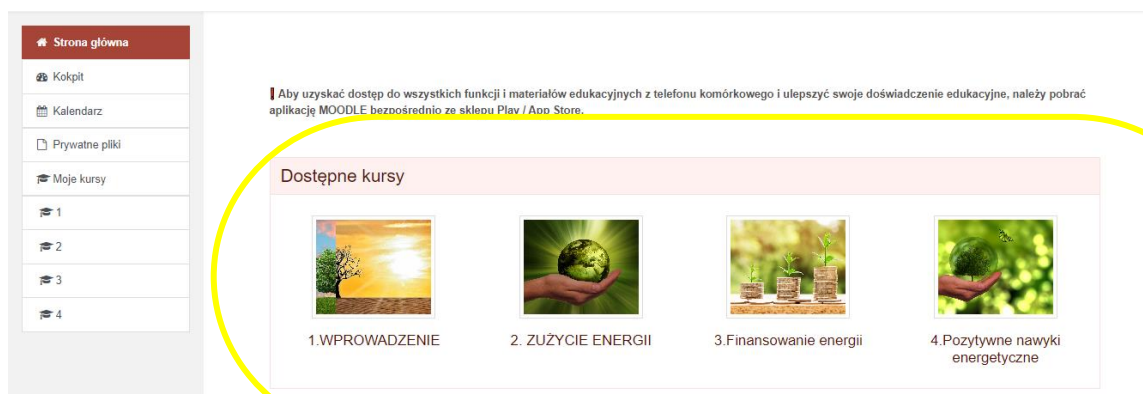 Strona główna
Kokpit
Kalendarz
Prywatne pliki
Moje kursy
1
2
3
4
Aby uzyskać dostęp do wszystkich funkcji i materiałów edukacyjnych z telefonu komórkowego i ulepszyć swoje doświadczenie edukacyjne, należy pobrać
aplikację MOODLE bezpośrednio ze sklepu Play / App Store.
Dostępne kursy
1.WPROWADZENIE
2. ZUŻYCIE ENERGII
3.Finansowanie energii
4.Pozytywne nawyki
energetyczne